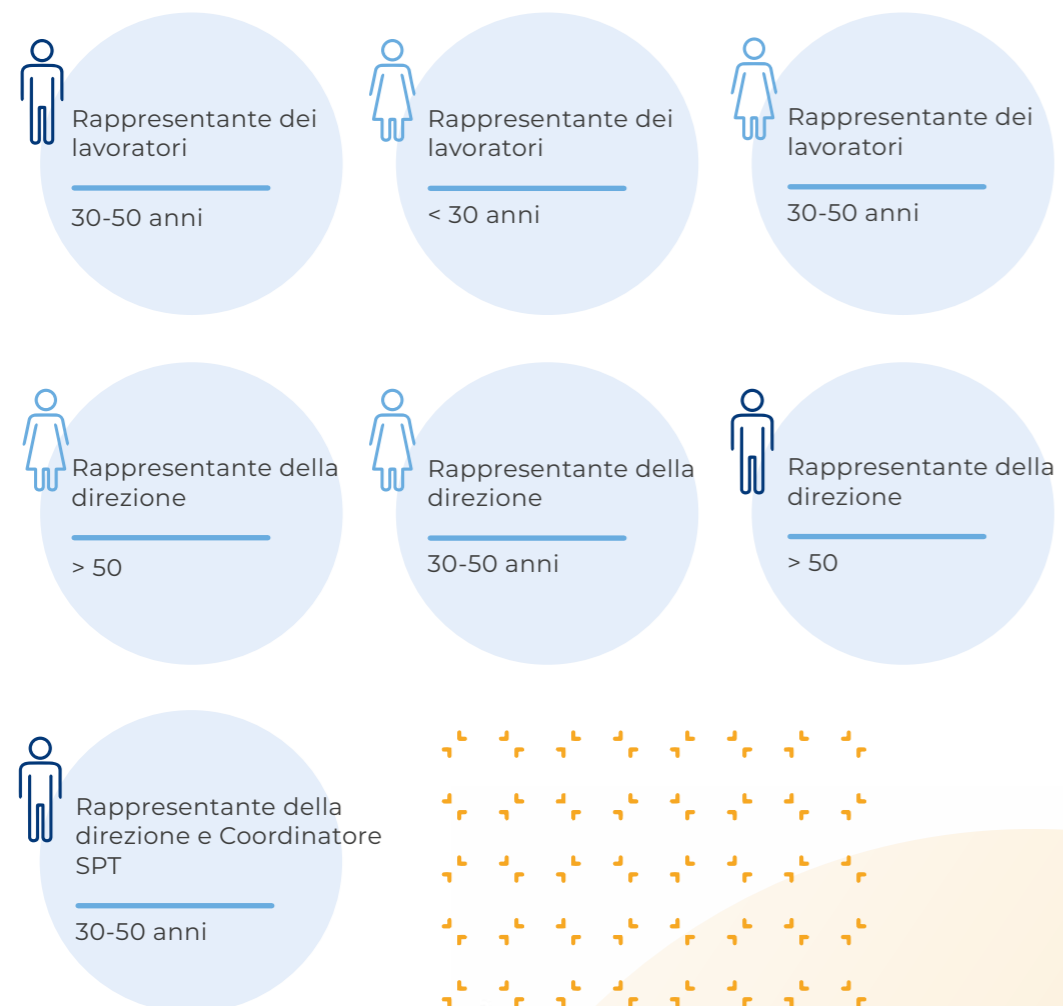 Rappresentante dei
lavoratori
30-50 anni
Rappresentante dei
lavoratori
< 30 anni
Rappresentante dei
lavoratori
30-50 anni
Rappresentante della
direzione
> 50
Rappresentante della
direzione
30-50 anni
Rappresentante della
direzione
> 50
Rappresentante della
direzione e Coordinatore
SPT
30-50 anni